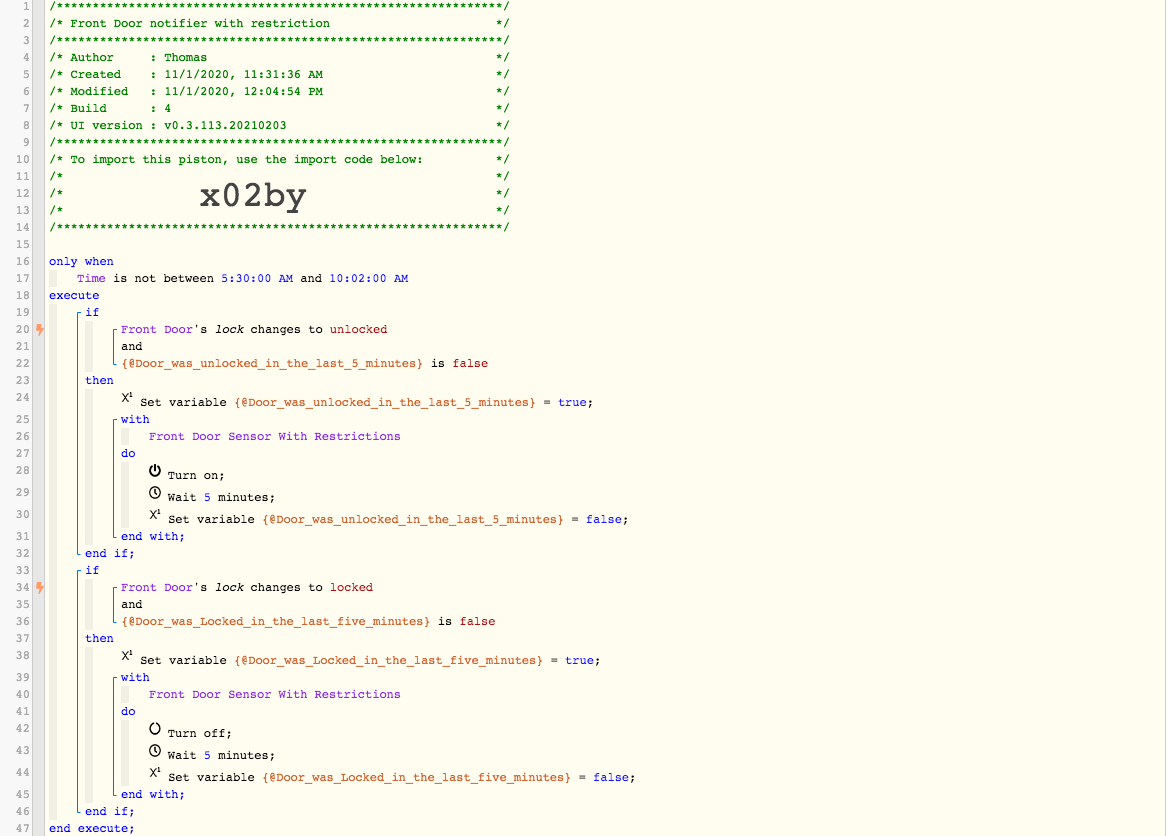 1 /**************************************************************/
2 /* Front Door notifier with restriction */
3 /**************************************************************/
4 /* Author : Thomas */
5 /* Created : 11/1/2020, 11:31:36 AM */
6 /* Modified : 11/1/2020, 12:04:54 PM */
7 /* Build : 4 */
8 /* UI version : v0.3.113.20210203 */
9 /**************************************************************/
10 /* To import this piston, use the import code below: */
11 /* */
12 /* x02by */
13 /* */
14 /**************************************************************/
15
16 only when
17 Time is not between 5:30:00 AM and 10:02:00 AM
18 execute
19 if
20 Front Door's lock changes to unlocked
21 and
22 {@Door_was_unlocked_in_the_last_5_minutes} is false
23 then
24 X¹ Set variable {@Door_was_unlocked_in_the_last_5_minutes} = true;
25 with
26 Front Door Sensor With Restrictions
27 do
28 Turn on;
29 Wait 5 minutes;
30 X¹ Set variable {@Door_was_unlocked_in_the_last_5_minutes} = false;
31 end with;
32 end if;
33 if
34 Front Door's lock changes to locked
35 and
36 {@Door_was_Locked_in_the_last_five_minutes} is false
37 then
38 X¹ Set variable {@Door_was_Locked_in_the_last_five_minutes} = true;
39 with
40 Front Door Sensor With Restrictions
41 do
42 Turn off;
43 Wait 5 minutes;
44 X¹ Set variable {@Door_was_Locked_in_the_last_five_minutes} = false;
45 end with;
46 end if;
47 end execute;